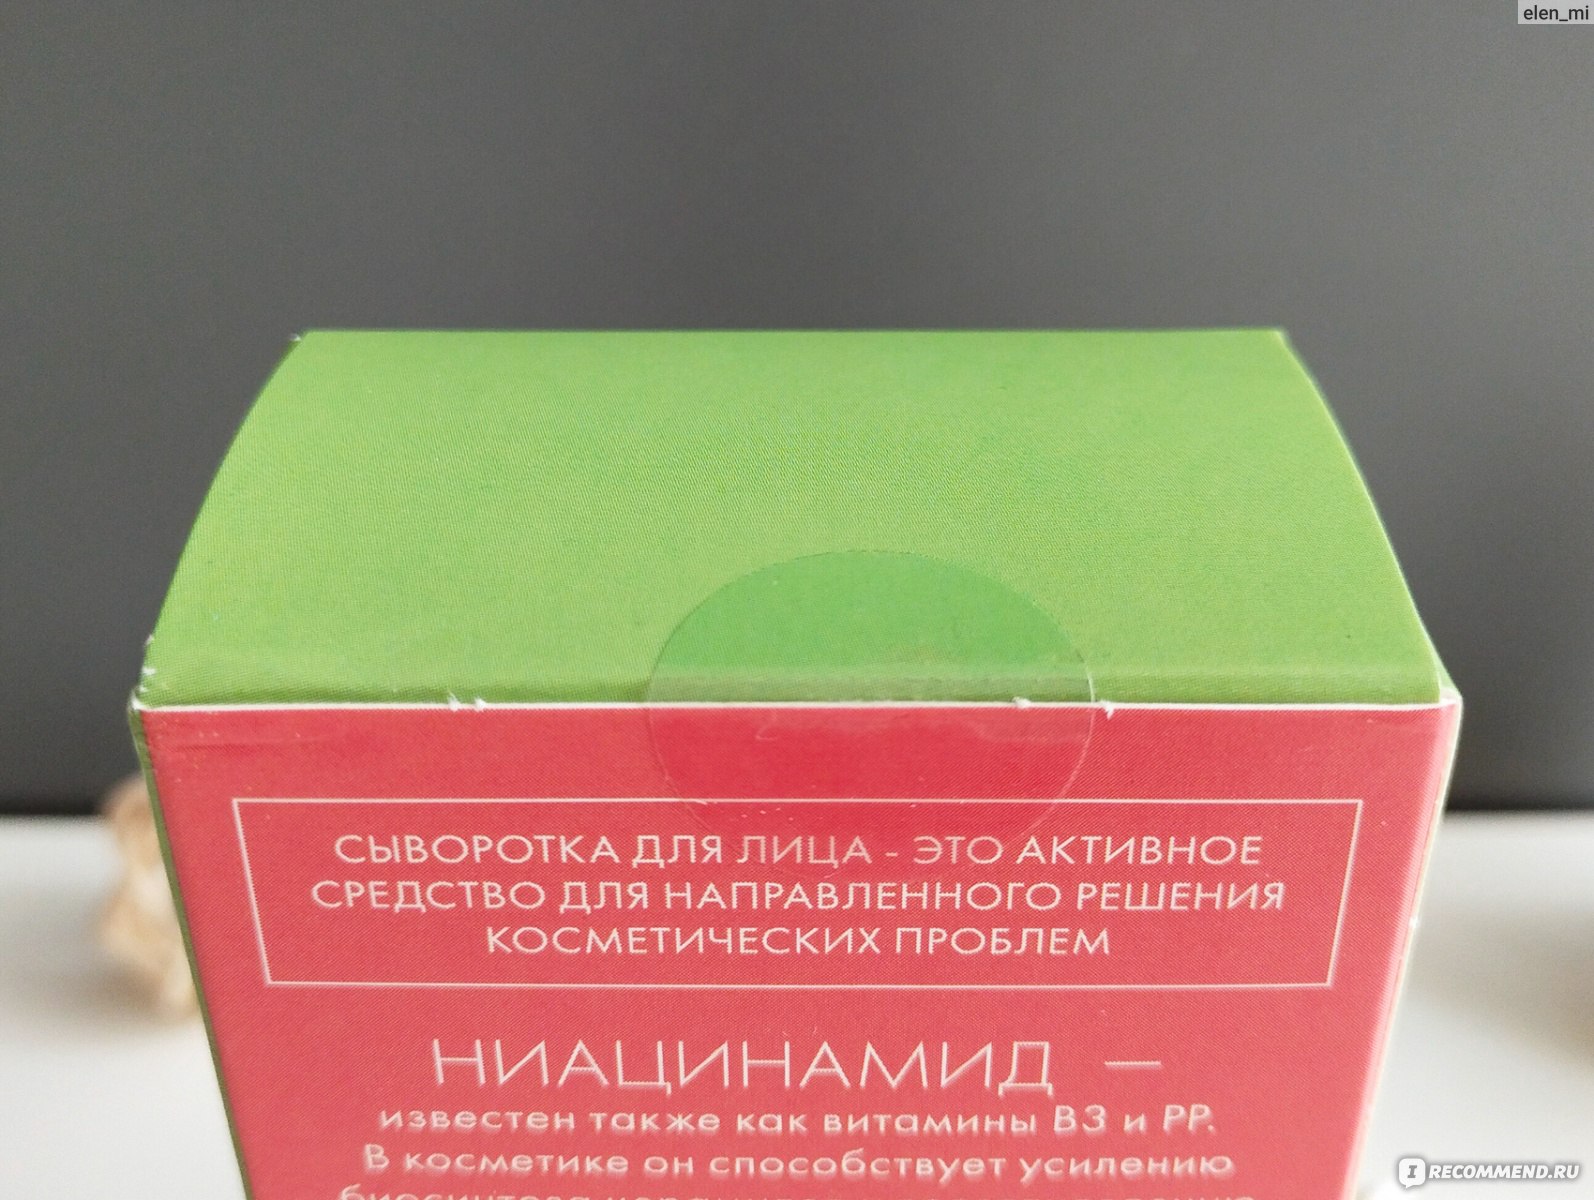 elen_mi
СЫВОРОТКА ДЛЯ ЛИЦА - ЭТО АКТИВНОЕ
СРЕДСТВО ДЛЯ НАПРАВЛЕННОГО РЕШЕНИЯ
КОСМЕТИЧЕСКИХ ПРОБЛЕМ
НИАЦИНАМИД —
известен также как витамины В3 и РР.
В косметике он способствует усилению
IRECOMMEND.RU